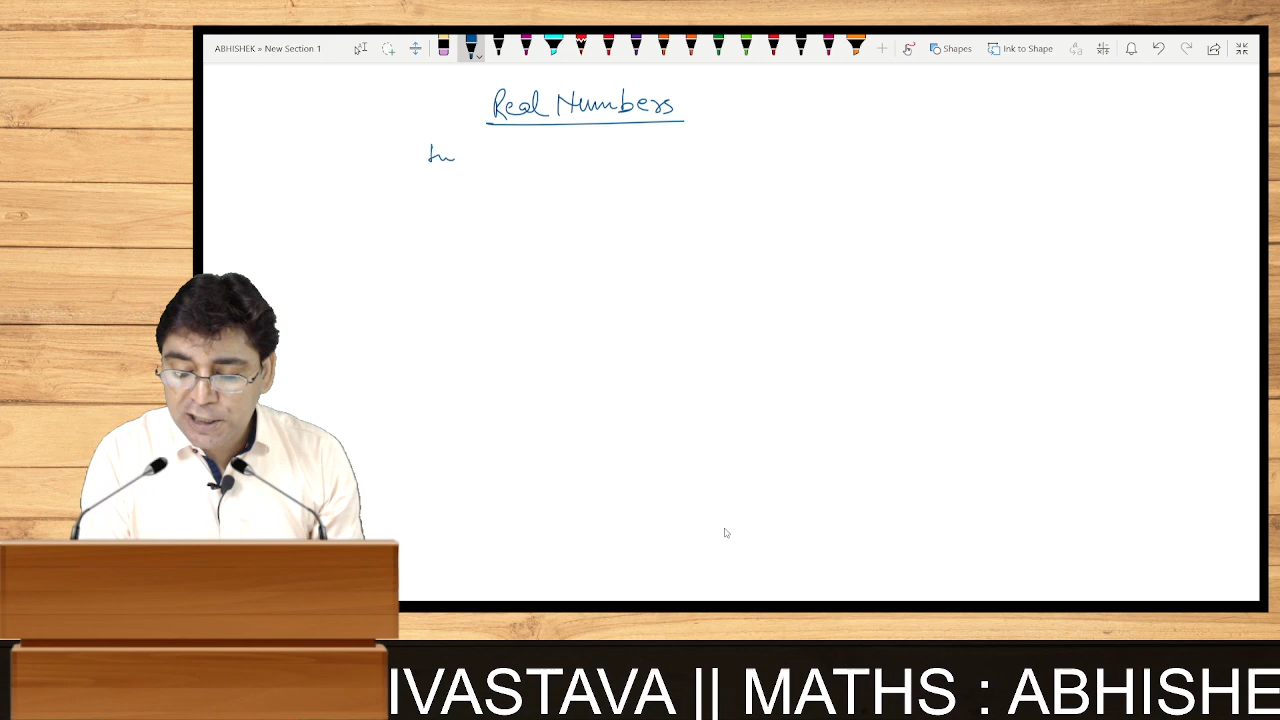 ABHISHEK » New Section 1
Shapes
Ink to Shape
Real Numbers
IVASTAVA || MATHS : ABHISHE